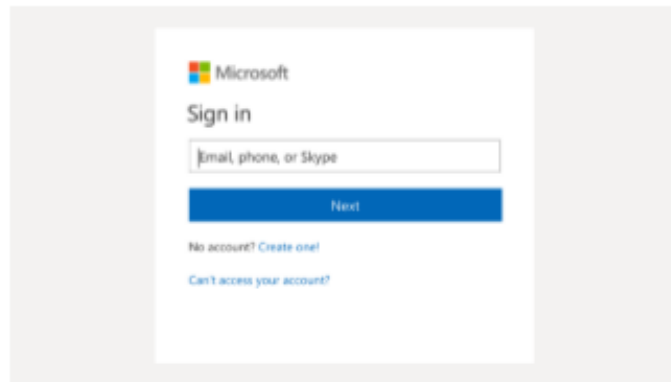 Microsoft
Sign in
Email, phone, or Skype
Next
No account? Create one!
Can't access your account?